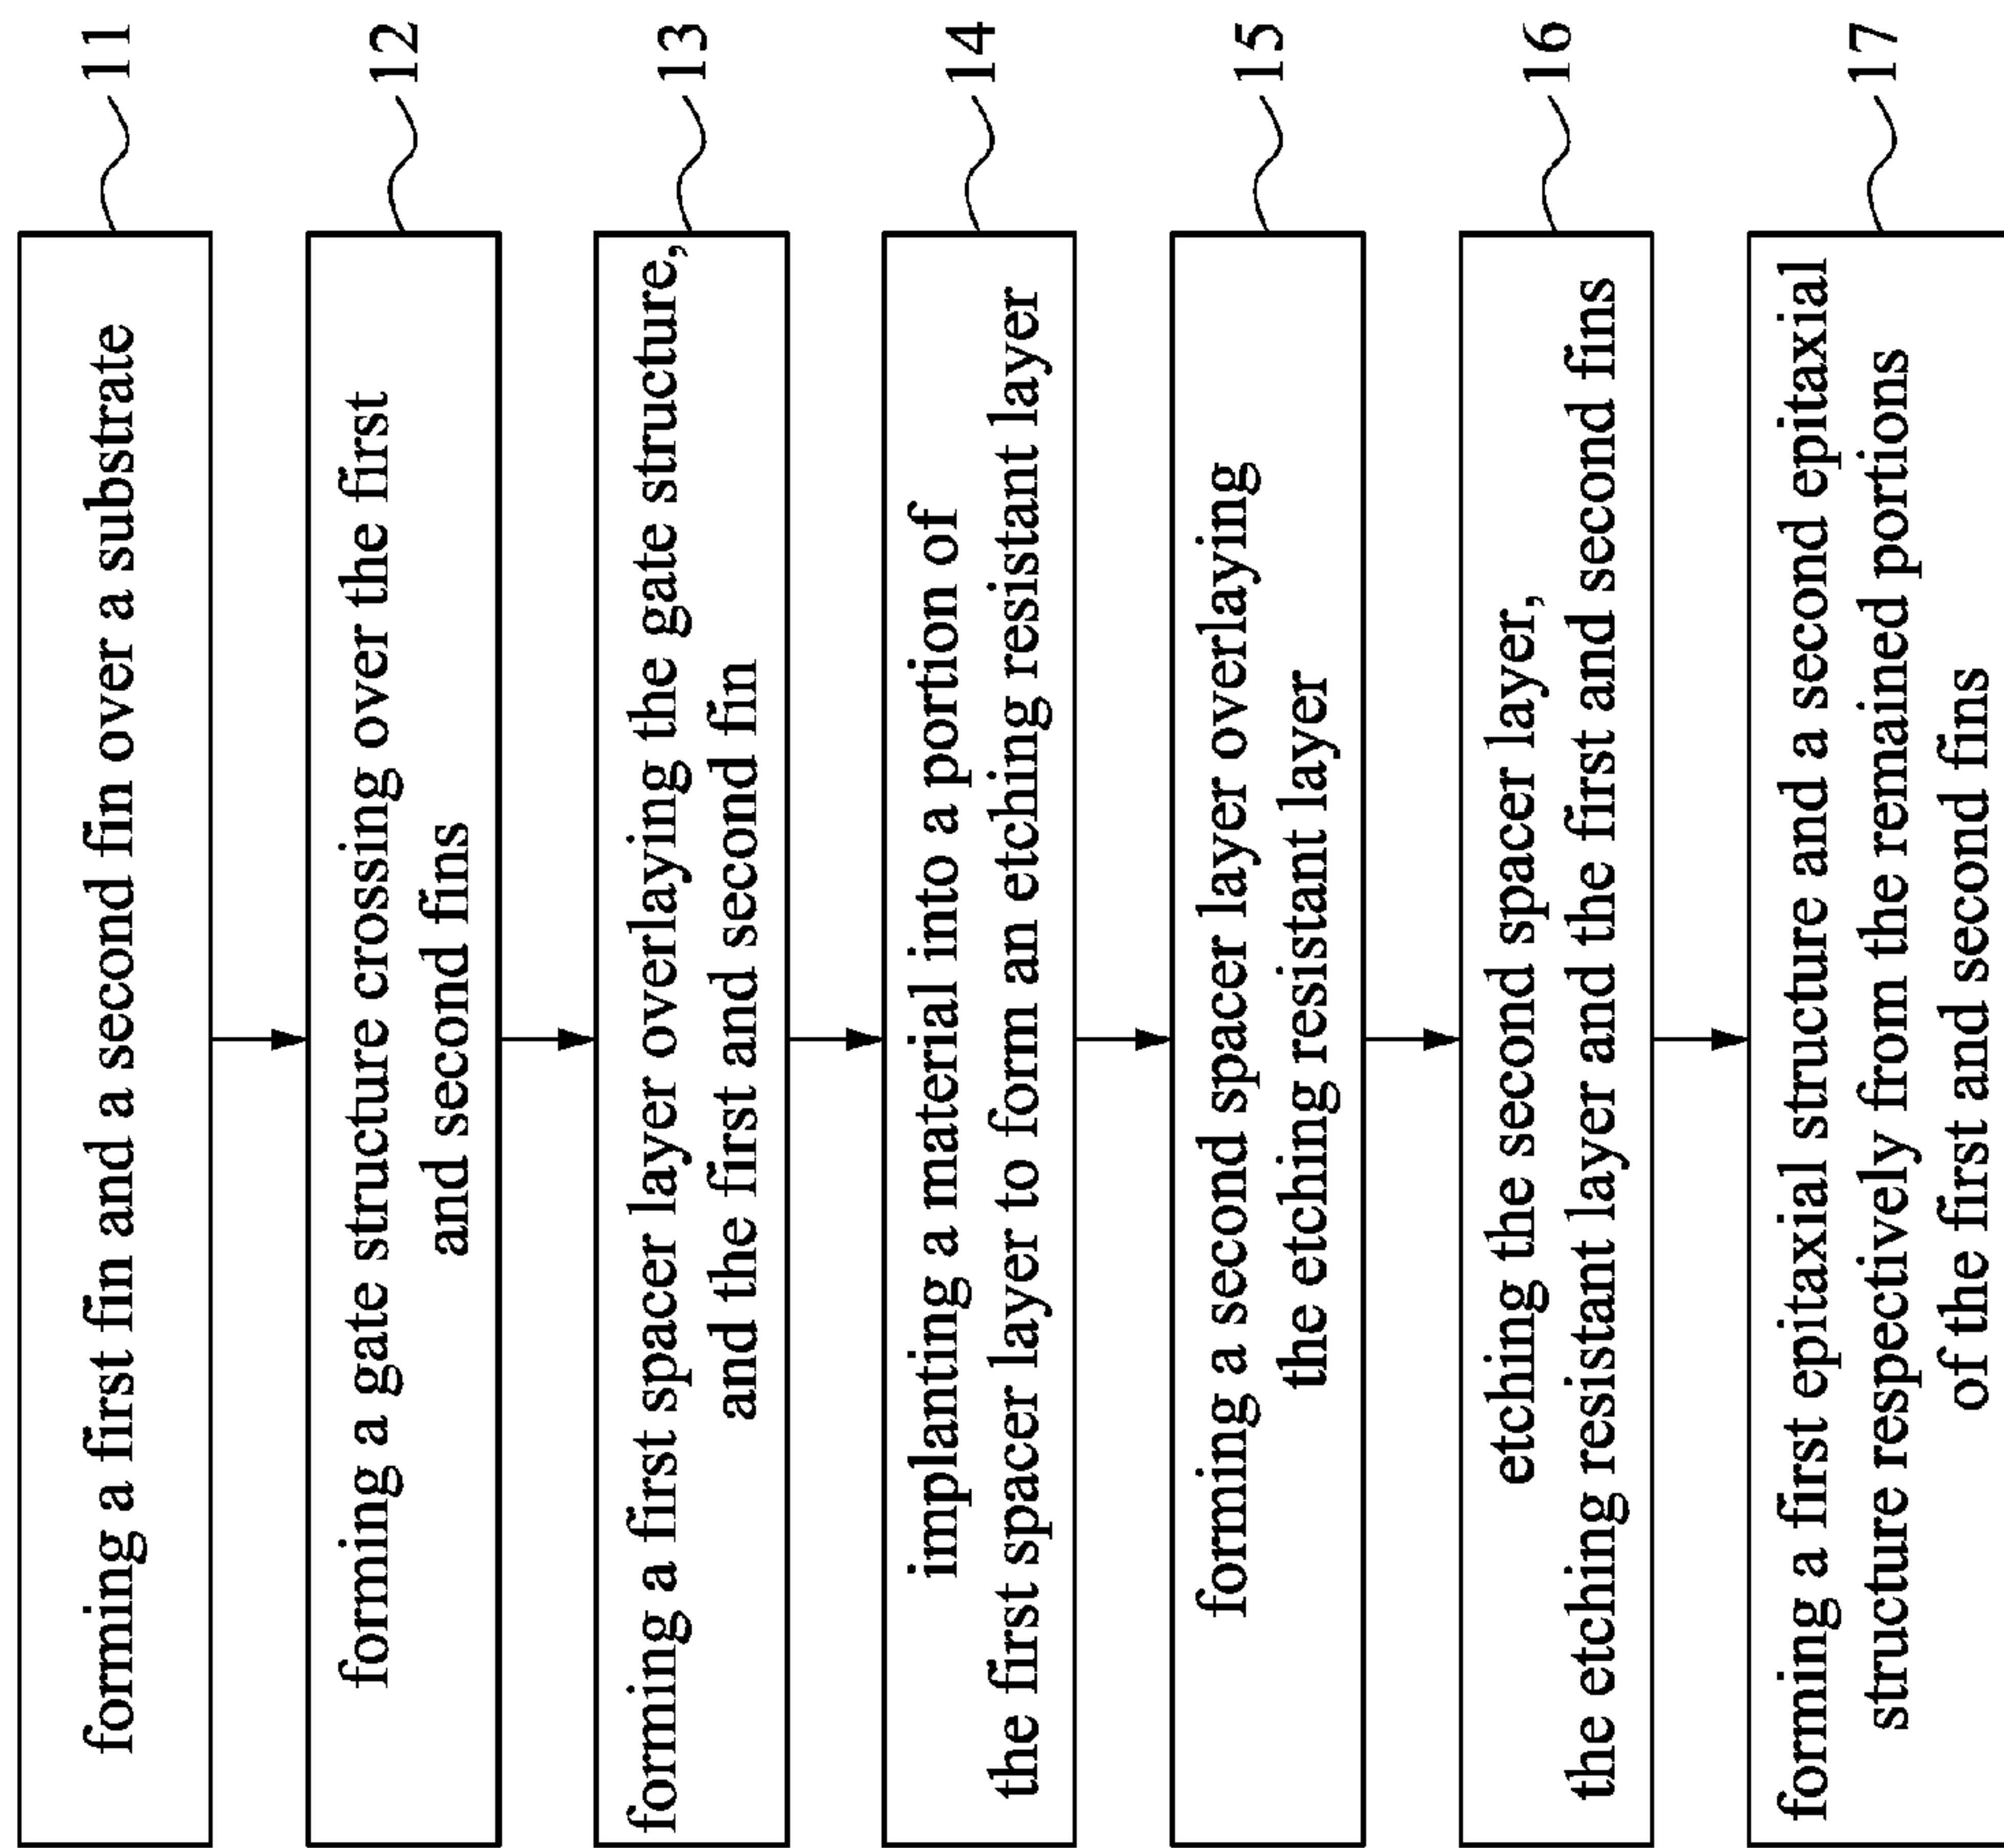 forming a first fin and a second fin over a substrate
11
forming a gate structure crossing over the first
and second fins
12
forming a first spacer layer overlaying the gate structure,
and the first and second fin
13
implanting a material into a portion of
the first spacer layer to form an etching resistant layer
14
forming a second spacer layer overlaying
the etching resistant layer
15
etching the second spacer layer,
the etching resistant layer and the first and second fins
16
forming a first epitaxial structure and a second epitaxial
structure respectively from the remained portions
of the first and second fins
17